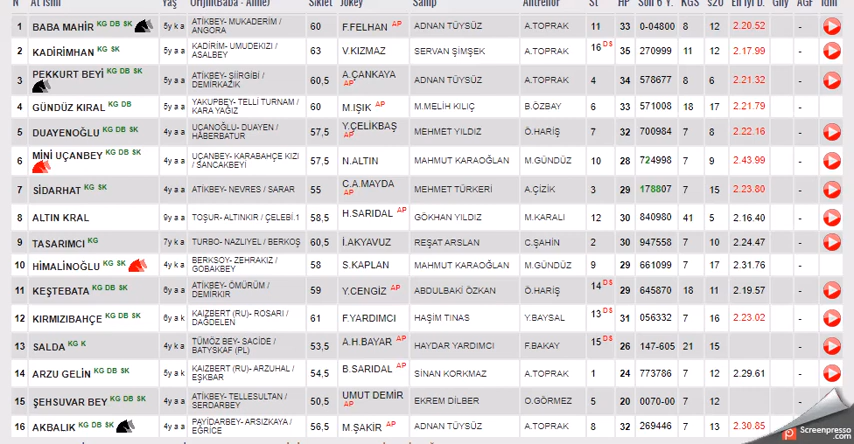 N At İsmi Yaş Orijin(Baba - Anne) Sıklet Jokey Sahip Antrenör St HP Son 6 Y. KGS s20 En İyi D. Gny AGF İdm
1 BABA MAHİR KG DB SK 5y k a ATİKBEY- MUKADERİM / ANGORA 60 F.FELHAN AP ADNAN TÜYSÜZ A.TOPRAK 11 33 0-04800 8 12 2.20.52 -
2 KADİRİMHAN KG SK 5y a a KADİRİM- UMUDEKIZI / ASALBEY 63 V.KIZMAZ SERVAN ŞİMŞEK A.TOPRAK 16 DS 35 270999 11 12 2.17.99 -
3 PEKKURT BEYİ KG DB SK 5y a a ATİKBEY- SİİRGİBİ / DEMİRKAZIK 60,5 A.ÇANKAYA AP ADNAN TÜYSÜZ A.TOPRAK 4 34 578677 8 6 2.21.32 -
4 GÜNDÜZ KIRAL KG DB 5y a a YAKUPBEY- TELLİ TURNAM / KARA YAĞIZ 60 M.IŞIK AP M.MELİH KILIÇ B.ÖZBAY 6 33 571008 18 17 2.21.79 -
5 DUAYENOĞLU KG DB SK 5y a a UÇANOĞLU- DUAYEN / HABERBATUR 57,5 Y.ÇELİKBAŞ AP MEHMET YILDIZ Ö.HARİŞ 7 32 700984 7 8 2.22.16 -
6 MİNİ UÇANBEY KG DB SK 4y a a UÇANBEY- KARABAHÇE KIZI / SANCAKBEYİ 57,5 N.ALTIN MAHMUT KARAOĞLAN M.GÜNDÜZ 10 28 724998 7 9 2.43.99 -
7 SİDARHAT KG SK 4y a a ATİKBEY- NEVRES / SARAR 55 C.A.MAYDA AP MEHMET TÜRKERİ A.ÇİZİK 3 29 178807 7 15 2.23.80 -
8 ALTIN KRAL 9y a a TOŞUR- ALTINKIR / ÇELEBİ.1 58,5 H.SARIDAL AP GÖKHAN YILDIZ M.KARALI 12 30 840980 41 5 2.16.40 -
9 TASARIMCI KG 7y k a TURBO- NAZLIYEL / BERKOŞ 60,5 İ.AKYAVUZ REŞAT ARSLAN C.ŞAHİN 2 30 947558 7 10 2.24.47 -
10 HİMALİNOĞLU KG SK 4y k a BERKSOY- ZEHRAKIZ / GOBAKBEY 58 S.KAPLAN MAHMUT KARAOĞLAN M.GÜNDÜZ 9 29 661099 7 17 2.31.76 -
11 KEŞTEBATA KG DB SK 6y a a ATİKBEY- ÖMÜRÜM / DEMİRKIR 59 Y.CENGİZ AP ABDULBAKİ ÖZKAN Ö.HARİŞ 14 DS 29 645870 18 11 2.19.57 -
12 KIRMIZIBAHÇE KG DB SK 6y a k KAIZBERT (RU)- ROSARI / DAĞDELEN 61 F.YARDIMCI HAŞİM TINAS Y.BAYSAL 13 DS 31 056332 7 16 2.23.02 -
13 SALDA KG K 4y k a TÜMÖZ BEY- SACİDE / BATYSKAF (PL) 53,5 A.H.BAYAR AP HAYDAR YARDIMCI F.BAKAY 15 DS 26 147-605 21 15 -
14 ARZU GELİN KG DB SK 5y a k KAIZBERT (RU)- ARZUHAL / EŞKBAR 54,5 B.SARIDAL AP SİNAN KORKMAZ A.TOPRAK 1 24 773786 7 12 2.29.61 -
15 ŞEHSUVAR BEY KG DB SK 5y a a ATİKBEY- TELLESULTAN / SERDARBEY 50,5 UMUT DEMİR AP EKREM DİLBER O.GÖRMEZ 5 20 0070-00 7 12 -
16 AKBALIK KG DB SK 4y a a PAYİDARBEY- ARSIZKAYA / EĞRİCE 56,5 M.ŞAKİR AP ADNAN TÜYSÜZ A.TOPRAK 8 32 269446 7 13 2.30.85 -
Screenpresso
.com